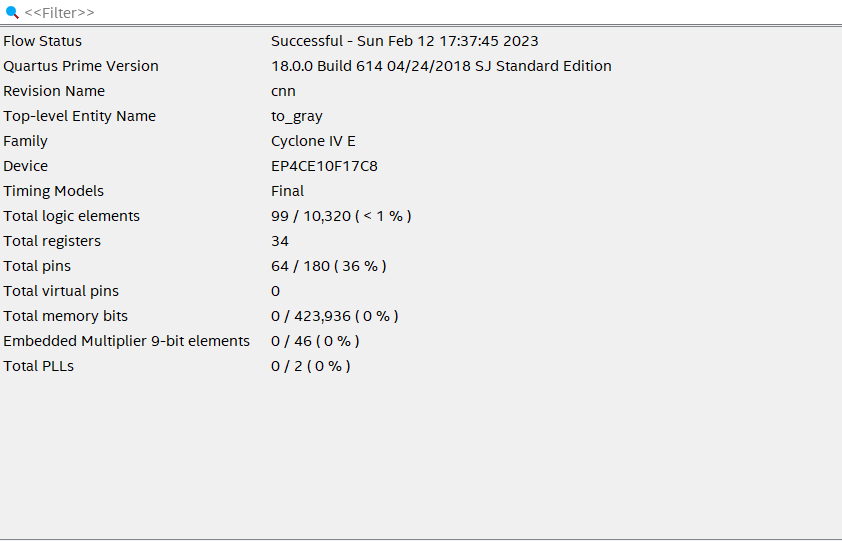 <<Filter>>
Flow Status Successful - Sun Feb 12 17:37:45 2023
Quartus Prime Version 18.0.0 Build 614 04/24/2018 SJ Standard Edition
Revision Name cnn
Top-level Entity Name to_gray
Family Cyclone IV E
Device EP4CE10F17C8
Timing Models Final
Total logic elements 99 / 10,320 ( < 1 % )
Total registers 34
Total pins 64 / 180 ( 36 % )
Total virtual pins 0
Total memory bits 0 / 423,936 ( 0 % )
Embedded Multiplier 9-bit elements 0 / 46 ( 0 % )
Total PLLs 0 / 2 ( 0 % )